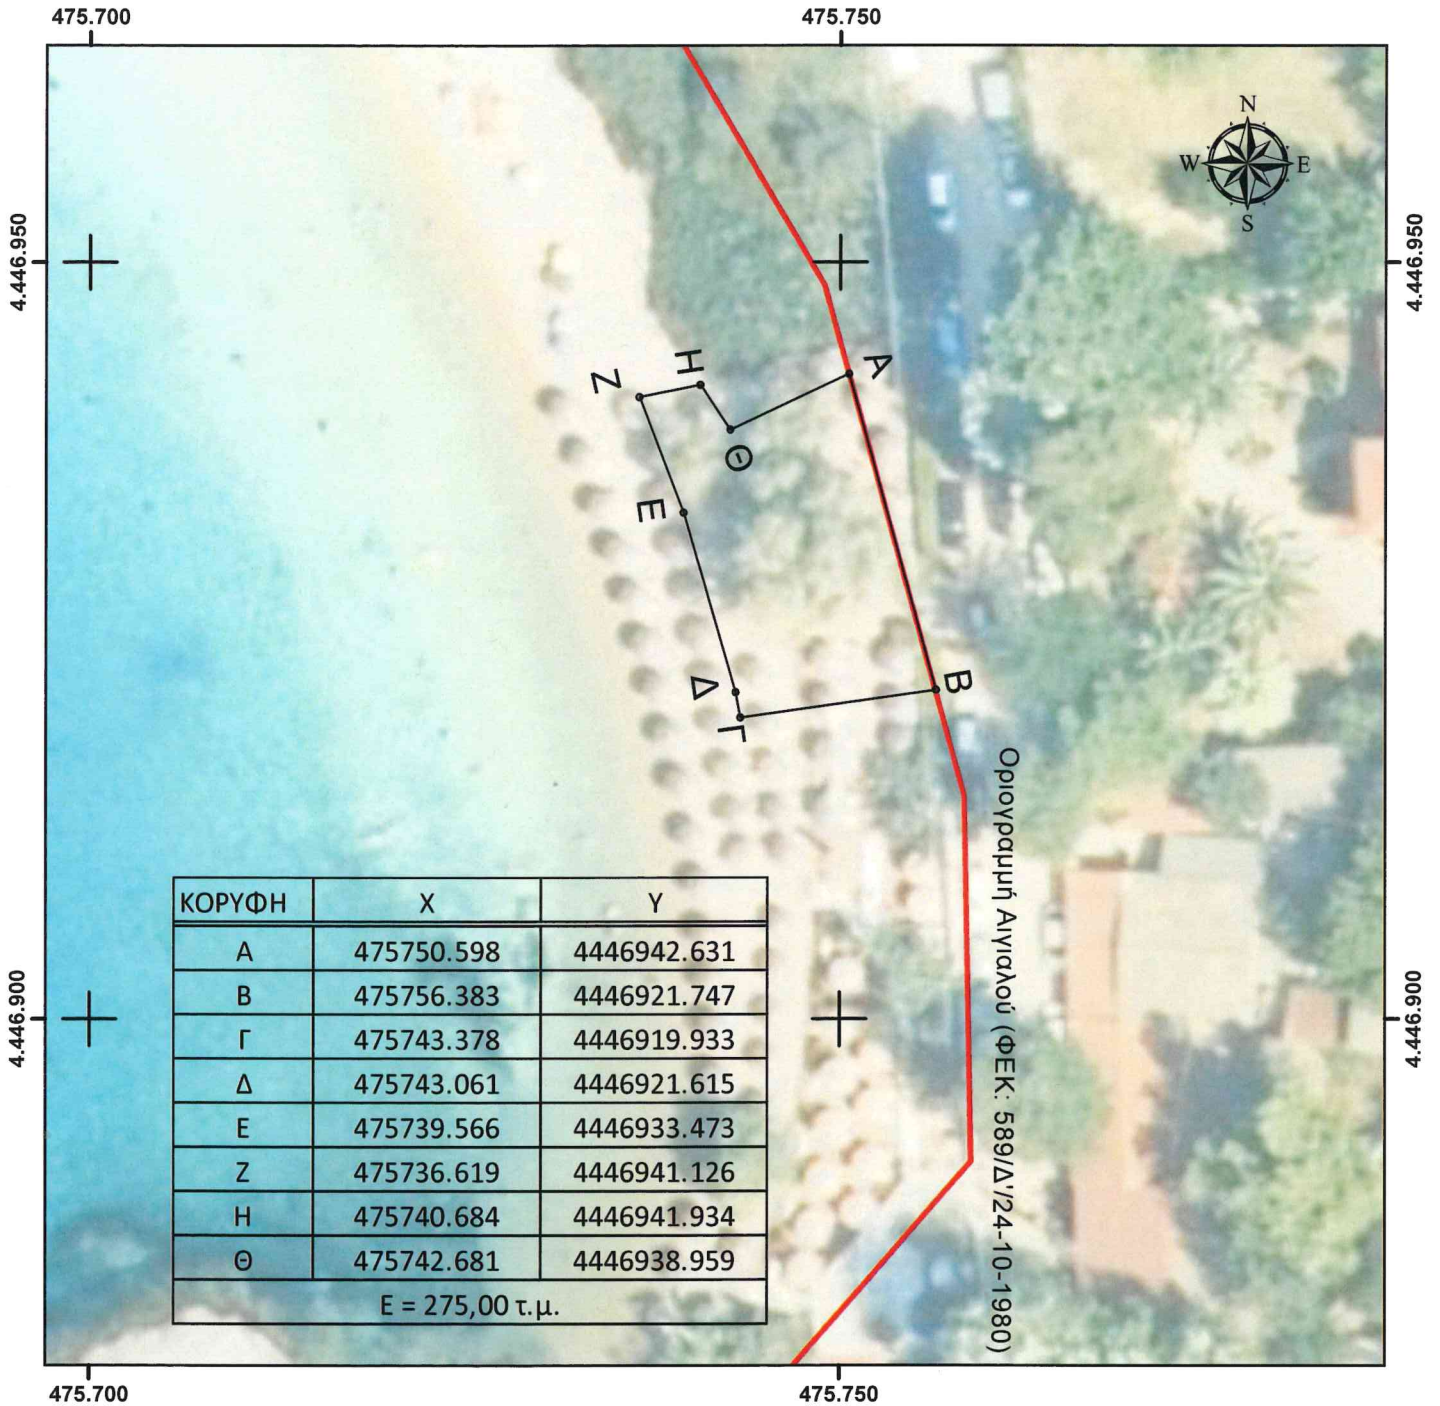 475.700 475.750
N
W E
S
4.446.950 4.446.950
A
H
Z
Θ
E
B
Δ
Γ
Οριογραμμή Αιγιαλού (ΦΕΚ: 589/Δ'/24-10-1980)
ΚΟΡΥΦΗ X Y
Α 475750.598 4446942.631
Β 475756.383 4446921.747
Γ 475743.378 4446919.933
Δ 475743.061 4446921.615
Ε 475739.566 4446933.473
Ζ 475736.619 4446941.126
Η 475740.684 4446941.934
Θ 475742.681 4446938.959
Ε = 275,00 τ.μ.
4.446.900 4.446.900
475.700 475.750